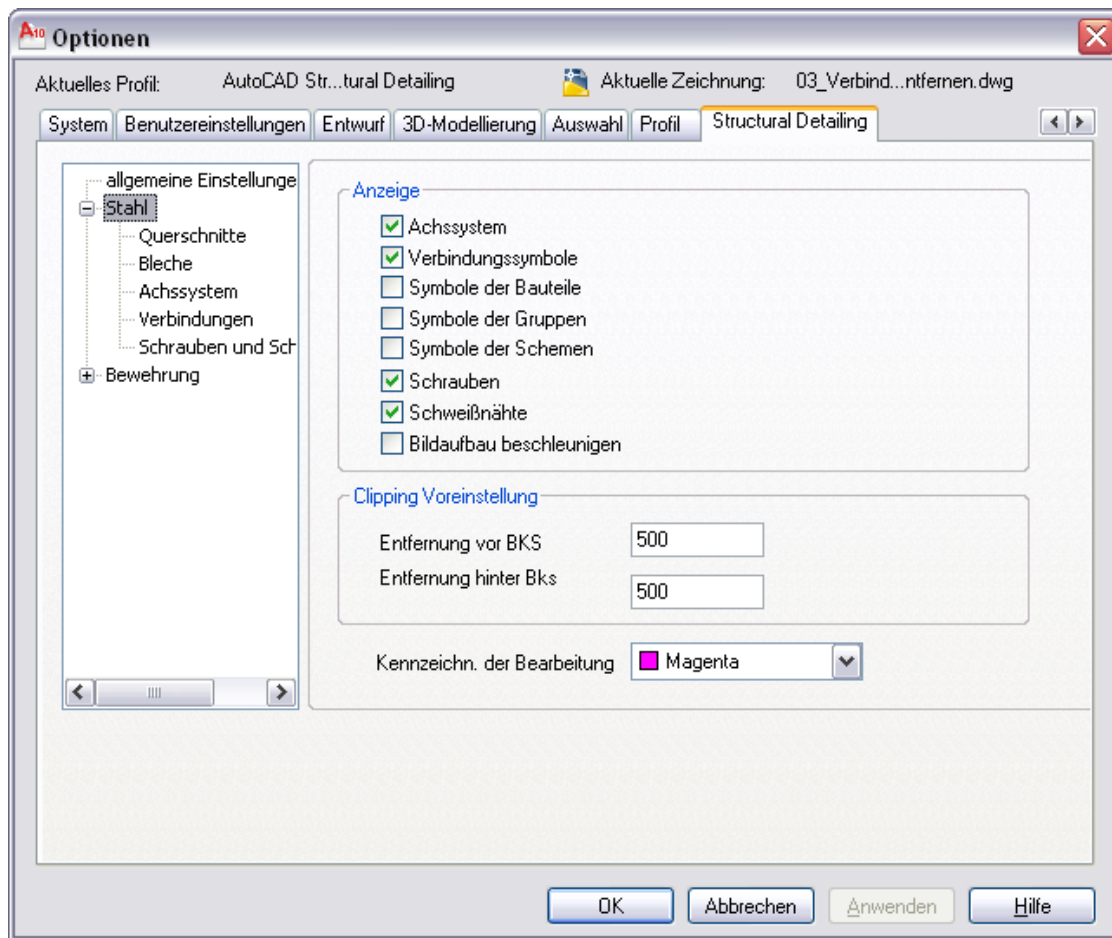 A10 Optionen
Aktuelles Profil: AutoCAD Str...tural Detailing Aktuelle Zeichnung: 03_Verbind...ntfernen.dwg
System Benutzereinstellungen Entwurf 3D-Modellierung Auswahl Profil Structural Detailing
allgemeine Einstellunge
Stahl
Querschnitte
Bleche
Achssystem
Verbindungen
Schrauben und Sch
Bewehrung
Anzeige
Achssystem
Verbindungssymbole
Symbole der Bauteile
Symbole der Gruppen
Symbole der Schemen
Schrauben
Schweißnähte
Bildaufbau beschleunigen
Clipping Voreinstellung
Entfernung vor BKS 500
Entfernung hinter Bks 500
Kennzeichn. der Bearbeitung Magenta
OK Abbrechen Anwenden Hilfe